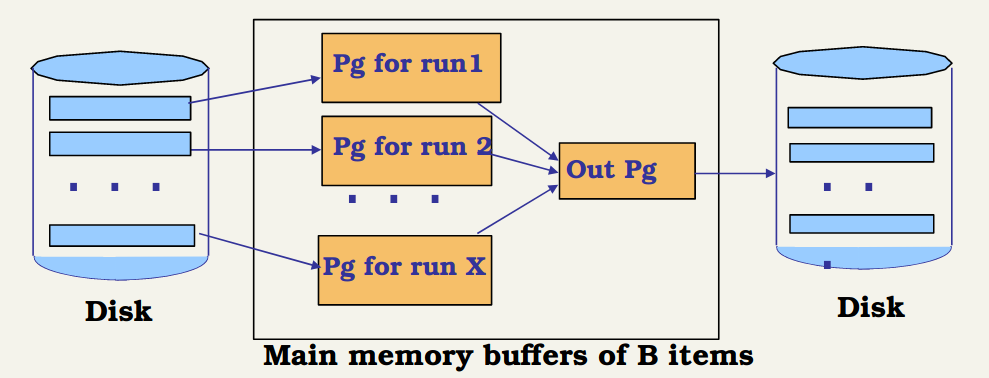 Pg for run1
Pg for run 2
Out Pg
Pg for run X
Disk
Disk
Main memory buffers of B items